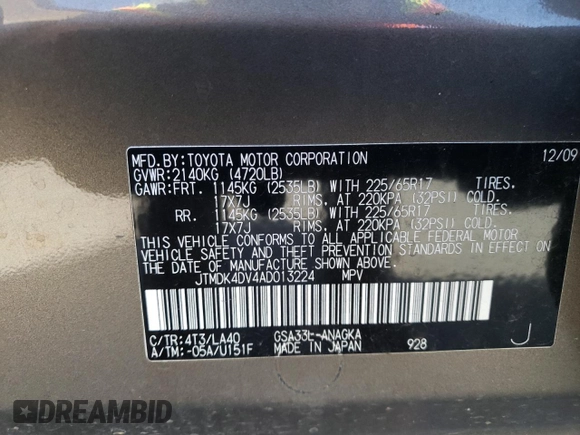 MFD.BY:TOYOTA MOTOR CORPORATION 12/09
GVWR:2140KG (4720LB)
GAWR:FRT. 1145KG (2535LB) WITH 225/65R17 TIRES.
17X7J RIMS, AT 220KPA (32PSI) COLD.
RR. 1145KG (2535LB) WITH 225/65R17 TIRES.
17X7J RIMS, AT 220KPA (32PSI) COLD.
THIS VEHICLE CONFORMS TO ALL APPLICABLE FEDERAL MOTOR
VEHICLE SAFETY AND THEFT PREVENTION STANDARDS IN EFFECT ON
THE DATE OF MANUFACTURE SHOWN ABOVE.
JTMDK4DV4AD013224 MPV
C/TR:4T3/LA40 GSA33L-ANAGKA
A/TM:-05A/U151F MADE IN JAPAN 928 J
DREAMBID